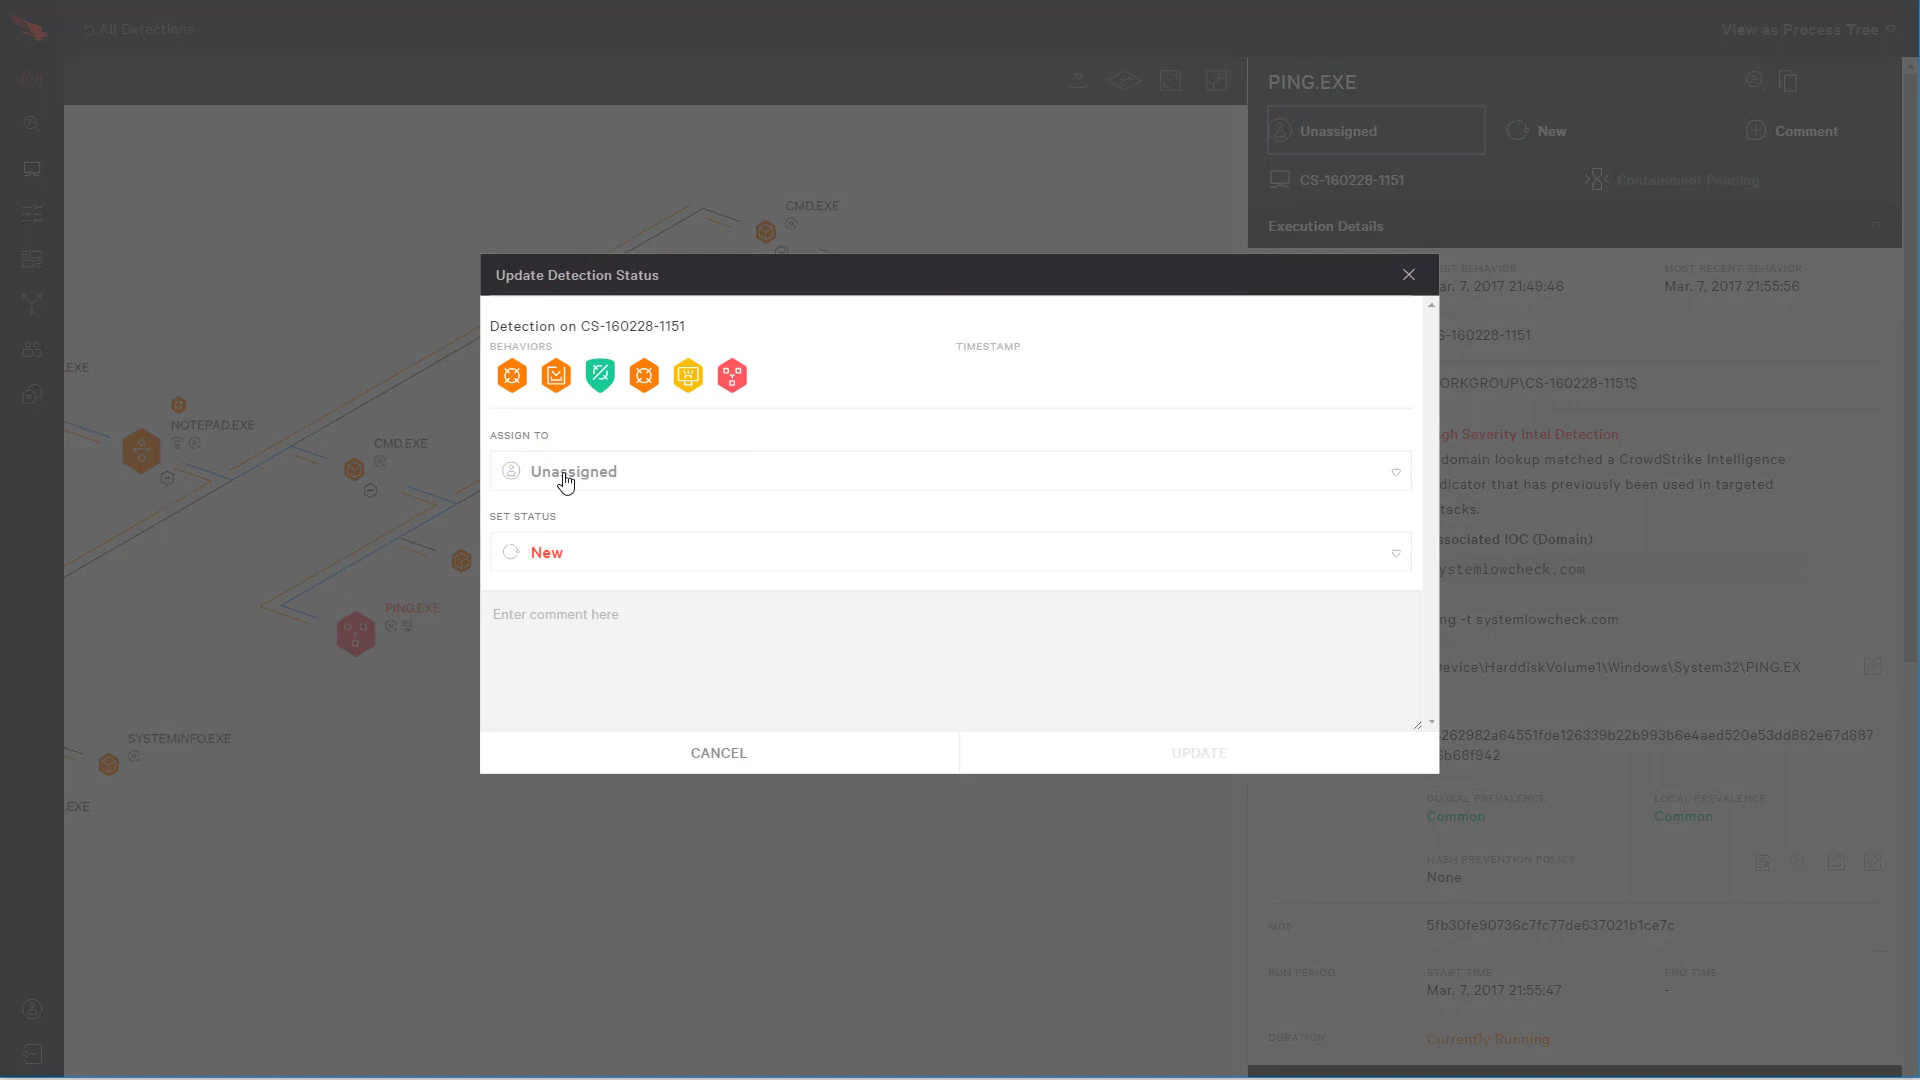 All Detections
View as Process Tree
PING.EXE
Unassigned
New
Comment
CS-160228-1151
Containment Pending
Execution Details
CMD.EXE
.EXE
NOTEPAD.EXE
CMD.EXE
PING.EXE
SYSTEMINFO.EXE
.EXE
Update Detection Status
Detection on CS-160228-1151
BEHAVIORS
TIMESTAMP
ASSIGN TO
Unassigned
SET STATUS
New
Enter comment here
CANCEL
UPDATE
ST BEHAVIOR
MOST RECENT BEHAVIOR
ar. 7, 2017 21:49:46
Mar. 7, 2017 21:55:56
S-160228-1151
ORKGROUP\CS-160228-1151$
gh Severity Intel Detection
domain lookup matched a CrowdStrike Intelligence
dicator that has previously been used in targeted
tacks.
ssociated IOC (Domain)
ystemlowcheck.com
ng -t systemlowcheck.com
evice\HarddiskVolume1\Windows\System32\PING.EX
262982a64551fde126339b22b993b6e4aed520e53dd882e67d887
6b66f942
GLOBAL PREVALENCE
LOCAL PREVALENCE
Common
Common
HASH PREVENTION POLICY
None
MD5
5fb30fe90736c7fc77de637021b1ce7c
RUN PERIOD
START TIME
END TIME
Mar. 7, 2017 21:55:47
-
DURATION
Currently Running